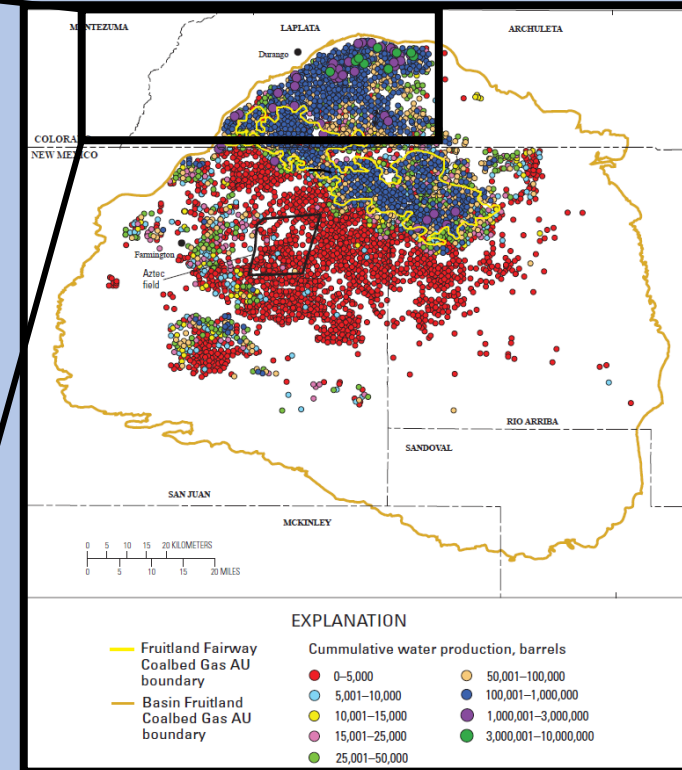 MONTEZUMA
LAPLATA
ARCHULETA
Durango
COLORADO
NEW MEXICO
Farmington
Aztec
field
RIO ARRIBA
SANDOVAL
SAN JUAN
MCKINLEY
0 5 10 15 20 KILOMETERS
0 5 10 15 20 MILES
EXPLANATION
Fruitland Fairway
Coalbed Gas AU
boundary
Basin Fruitland
Coalbed Gas AU
boundary
Cummulative water production, barrels
0–5,000
5,001–10,000
10,001–15,000
15,001–25,000
25,001–50,000
50,001–100,000
100,001–1,000,000
1,000,001–3,000,000
3,000,001–10,000,000